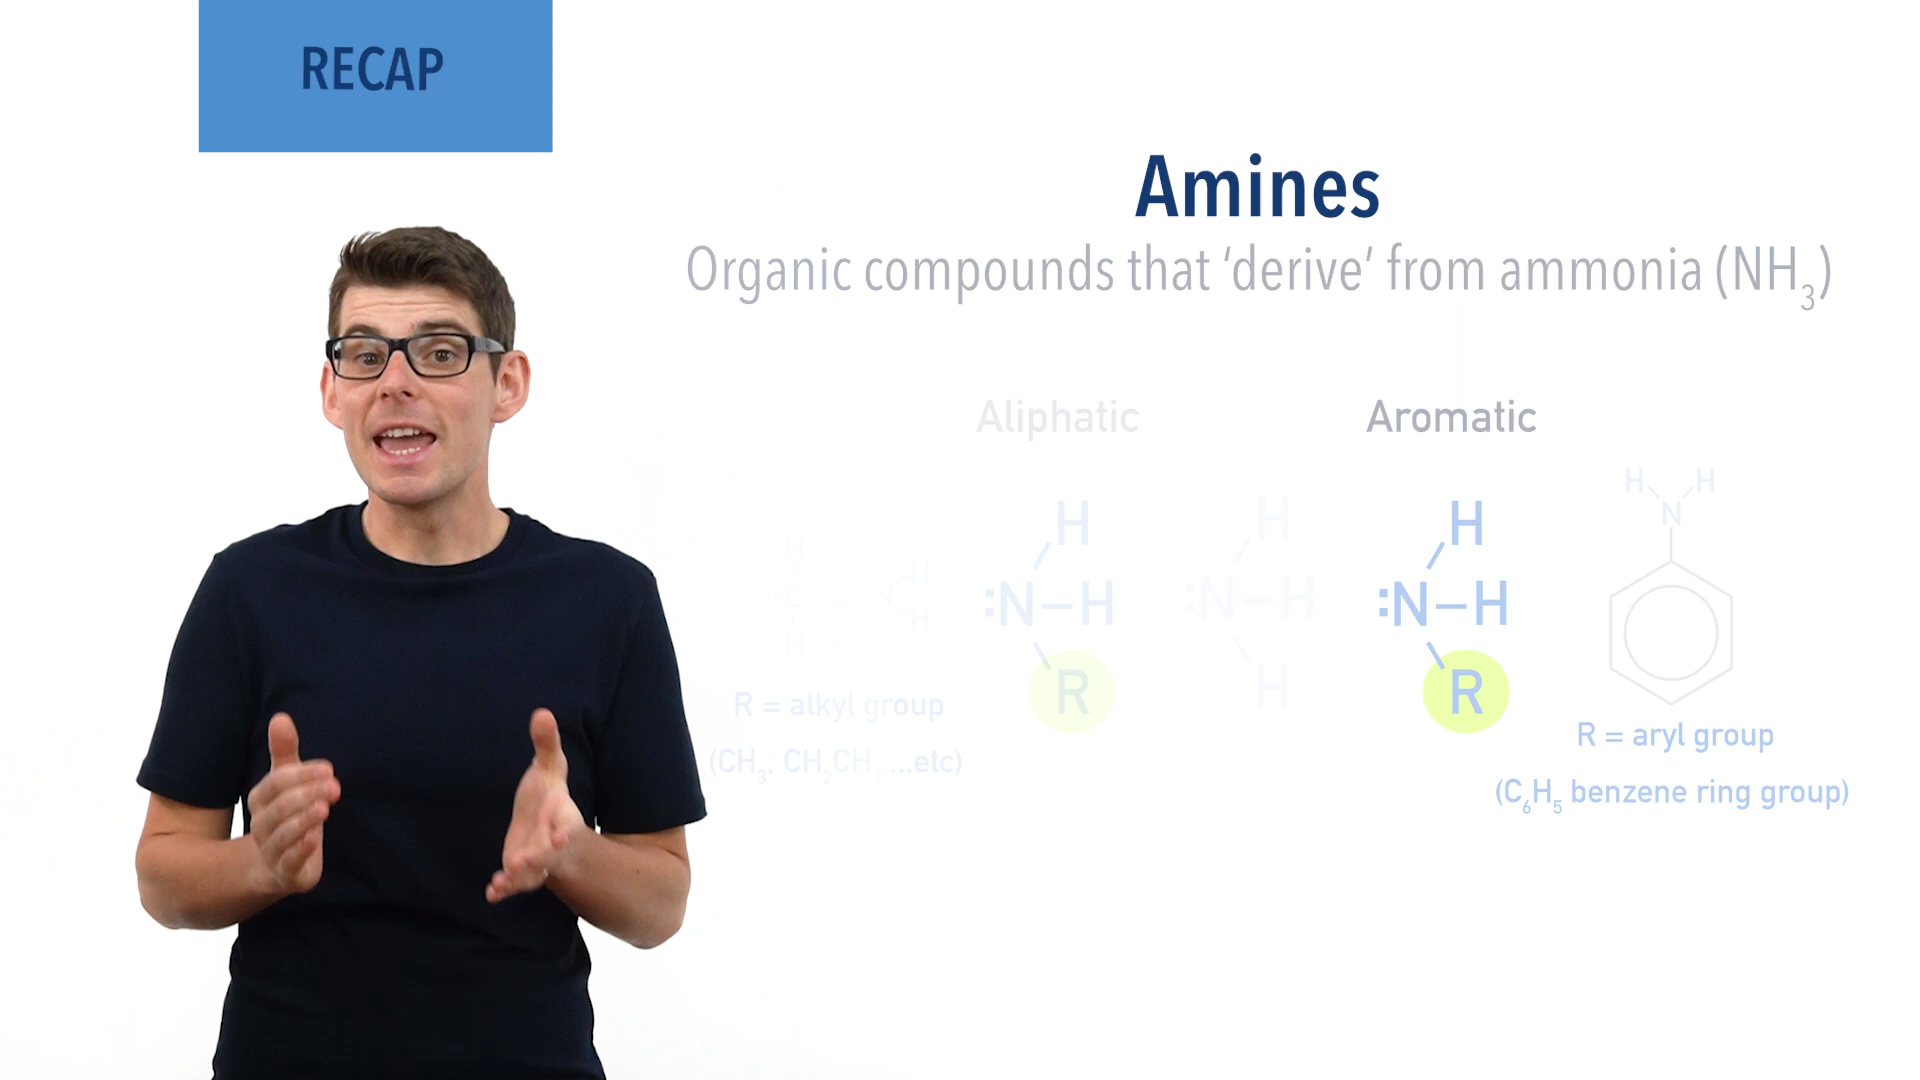 RECAP
Amines
Organic compounds that ‘derive’ from ammonia (NH₃)
Aliphatic
Aromatic
H
:N–H
R
H
:N–H
H
H
:N–H
R
H H
N
R = alkyl group
(CH₃, CH₂CH₃....etc)
R = aryl group
(C₆H₅ benzene ring group)